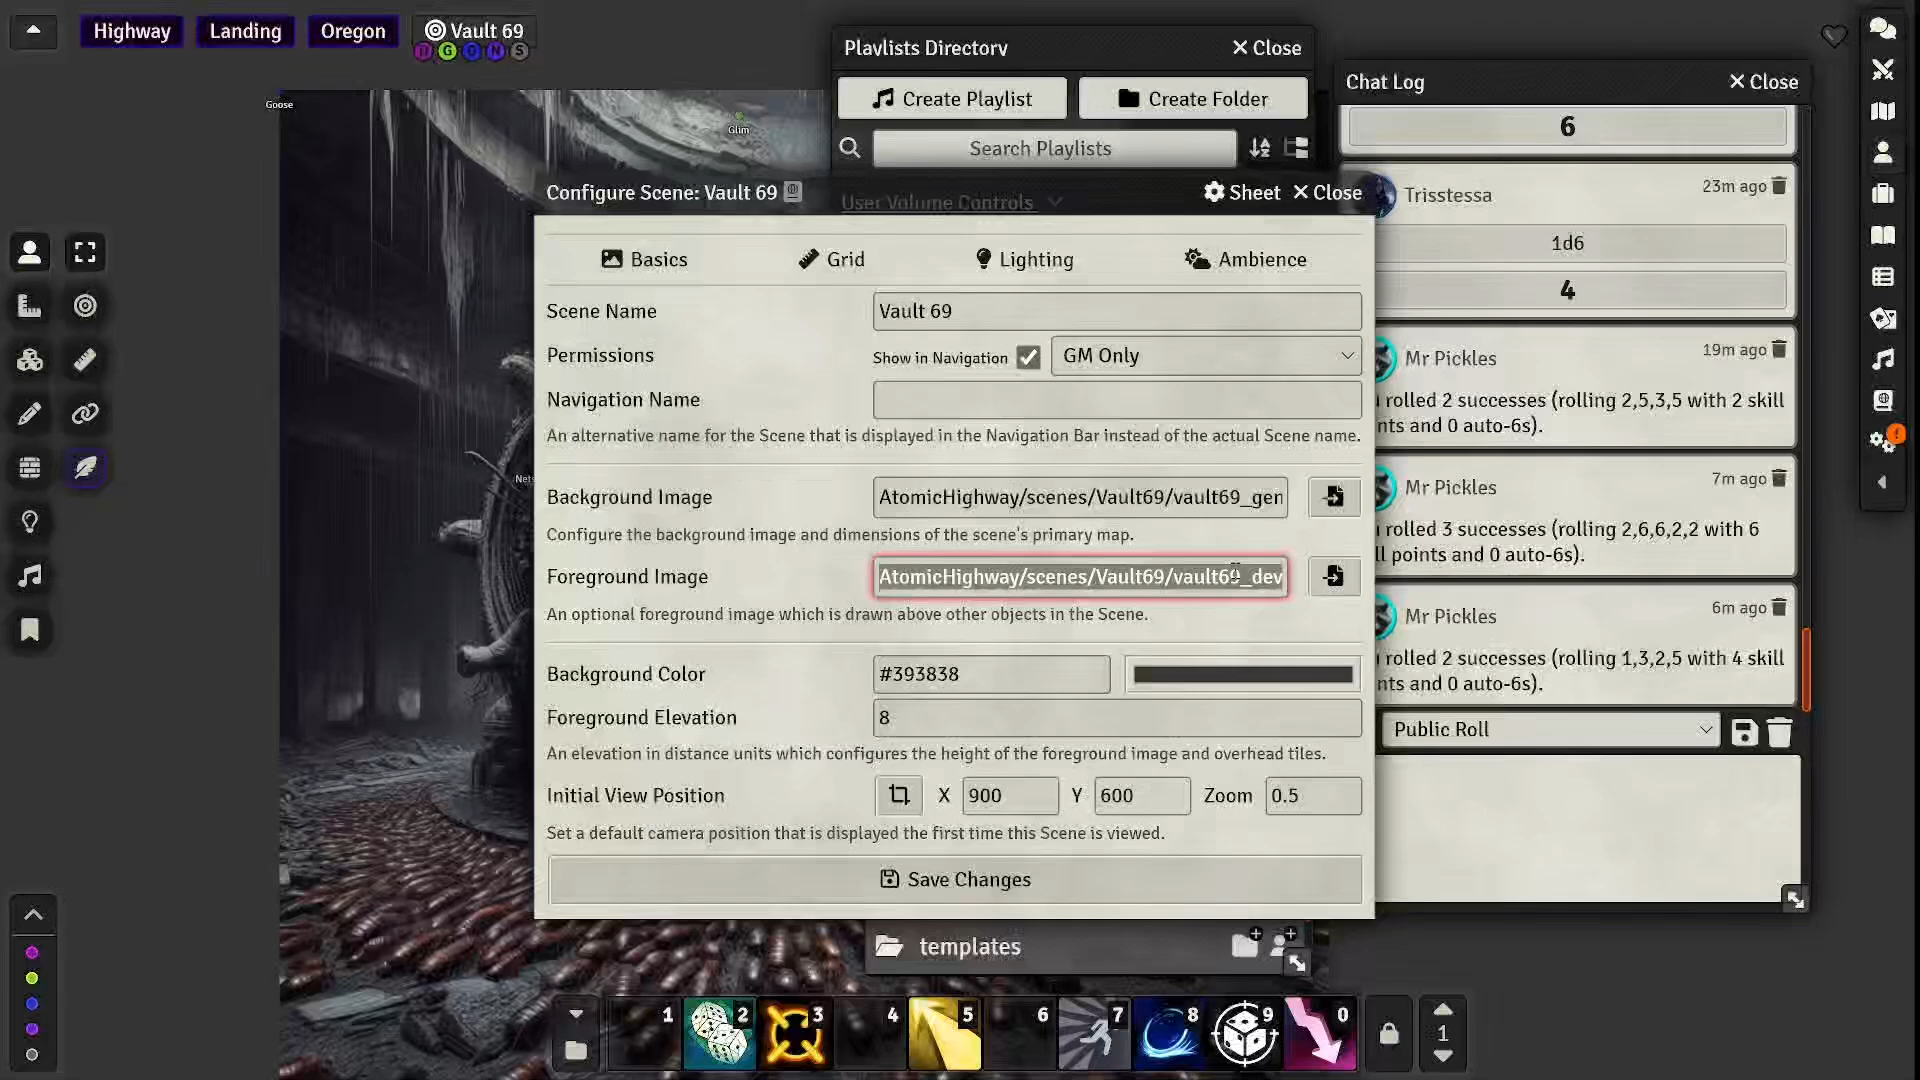 Highway
Landing
Oregon
Vault 69
G
N
S
Goose
Glim
Playlists Directory
Close
Create Playlist
Create Folder
Search Playlists
User Volume Controls
Chat Log
Close
6
Trisstessa
23m ago
1d6
4
Mr Pickles
19m ago
rolled 2 successes (rolling 2,5,3,5 with 2 skill
nts and 0 auto-6s).
Mr Pickles
7m ago
rolled 3 successes (rolling 2,6,6,2,2 with 6
ll points and 0 auto-6s).
Mr Pickles
6m ago
rolled 2 successes (rolling 1,3,2,5 with 4 skill
nts and 0 auto-6s).
Public Roll
Configure Scene: Vault 69
Sheet
Close
Basics
Grid
Lighting
Ambience
Scene Name
Vault 69
Permissions
Show in Navigation
GM Only
Navigation Name
An alternative name for the Scene that is displayed in the Navigation Bar instead of the actual Scene name.
Background Image
AtomicHighway/scenes/Vault69/vault69_gen
Configure the background image and dimensions of the scene's primary map.
Foreground Image
AtomicHighway/scenes/Vault69/vault69_dev
An optional foreground image which is drawn above other objects in the Scene.
Background Color
#393838
Foreground Elevation
8
An elevation in distance units which configures the height of the foreground image and overhead tiles.
Initial View Position
X
900
Y
600
Zoom
0.5
Set a default camera position that is displayed the first time this Scene is viewed.
Save Changes
Nets
templates
1
2
3
4
5
6
7
8
9
0
1